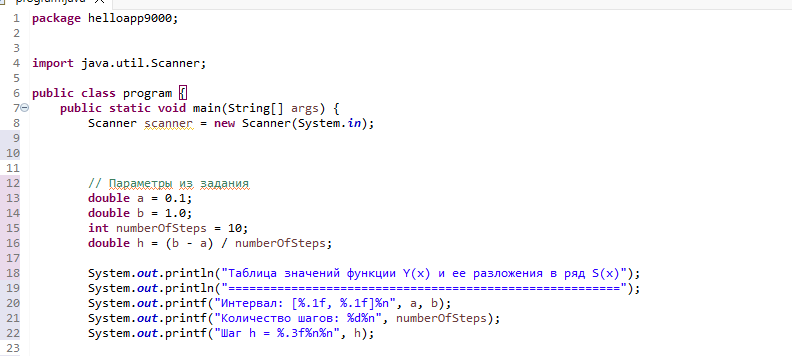 1 package helloapp9000;
2
3
4 import java.util.Scanner;
5
6 public class program {
7 public static void main(String[] args) {
8 Scanner scanner = new Scanner(System.in);
9
10
11
12 // Параметры из задания
13 double a = 0.1;
14 double b = 1.0;
15 int numberOfSteps = 10;
16 double h = (b - a) / numberOfSteps;
17
18 System.out.println("Таблица значений функции Y(x) и ее разложения в ряд S(x)");
19 System.out.println("========================================================");
20 System.out.printf("Интервал: [%.1f, %.1f]%n", a, b);
21 System.out.printf("Количество шагов: %d%n", numberOfSteps);
22 System.out.printf("Шаг h = %.3f%n%n", h);
23